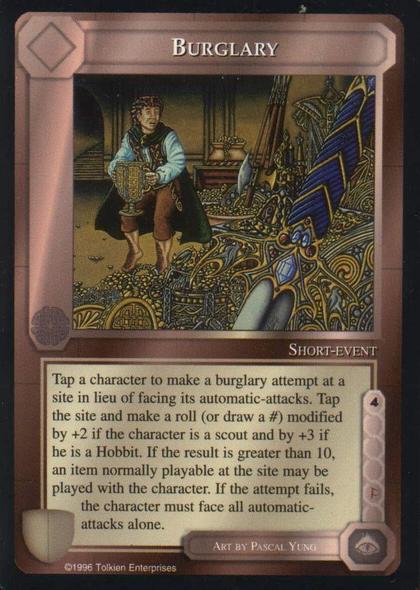 BURGLARY
SHORT-EVENT
Tap a character to make a burglary attempt at a
site in lieu of facing its automatic-attacks. Tap
the site and make a roll (or draw a #) modified
by +2 if the character is a scout and by +3 if
he is a Hobbit. If the result is greater than 10,
an item normally playable at the site may be
played with the character. If the attempt fails,
the character must face all automatic-
attacks alone.
4
ART BY PASCAL YUNG
©1996 Tolkien Enterprises